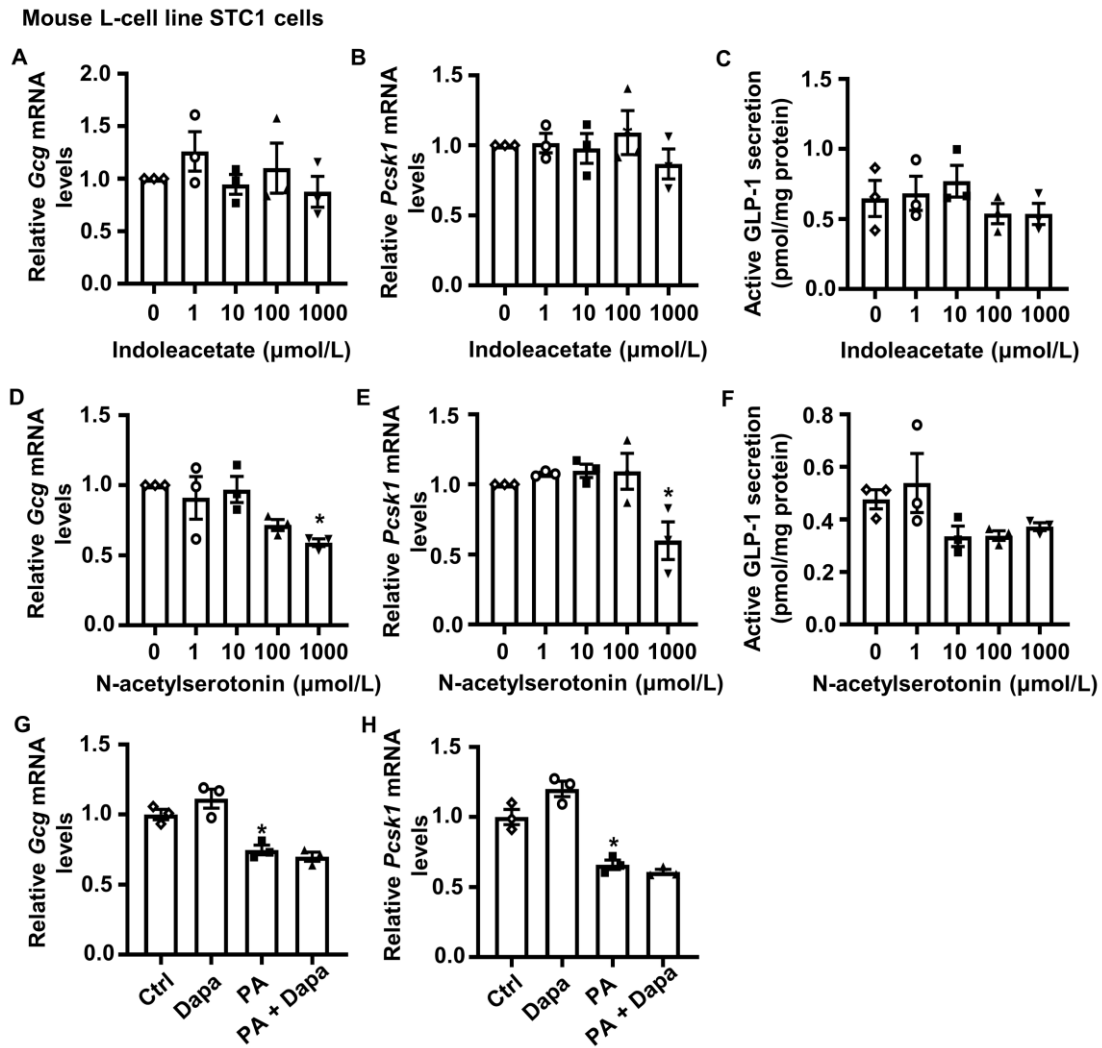 Mouse L-cell line STC1 cells
A
Relative Gcg mRNA
levels
2.0
1.5
1.0
0.5
0.0
0 1 10 100 1000
Indoleacetate (µmol/L)
B
Relative Pcsk1 mRNA
levels
1.5
1.0
0.5
0.0
0 1 10 100 1000
Indoleacetate (µmol/L)
C
Active GLP-1 secretion
(pmol/mg protein)
1.5
1.0
0.5
0.0
0 1 10 100 1000
Indoleacetate (µmol/L)
D
Relative Gcg mRNA
levels
1.5
1.0
0.5
0.0
*
0 1 10 100 1000
N-acetylserotonin (µmol/L)
E
Relative Pcsk1 mRNA
levels
1.5
1.0
0.5
0.0
*
0 1 10 100 1000
N-acetylserotonin (µmol/L)
F
Active GLP-1 secretion
(pmol/mg protein)
0.8
0.6
0.4
0.2
0.0
0 1 10 100 1000
N-acetylserotonin (µmol/L)
G
Relative Gcg mRNA
levels
1.5
1.0
0.5
0.0
*
Ctrl
Dapa
PA
PA + Dapa
H
Relative Pcsk1 mRNA
levels
1.5
1.0
0.5
0.0
*
Ctrl
Dapa
PA
PA + Dapa